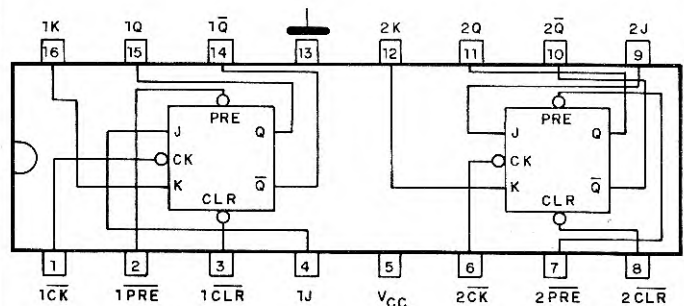 1K 1Q 1Q̅ 2K 2Q 2Q̅ 2J
16 15 14 13 12 11 10 9
PRE PRE
J Q J Q
CK CK
K Q̅ K Q̅
CLR CLR
1 2 3 4 5 6 7 8
1C̅K̅ 1P̅R̅E̅ 1C̅L̅R̅ 1J VCC 2C̅K̅ 2P̅R̅E̅ 2C̅L̅R̅